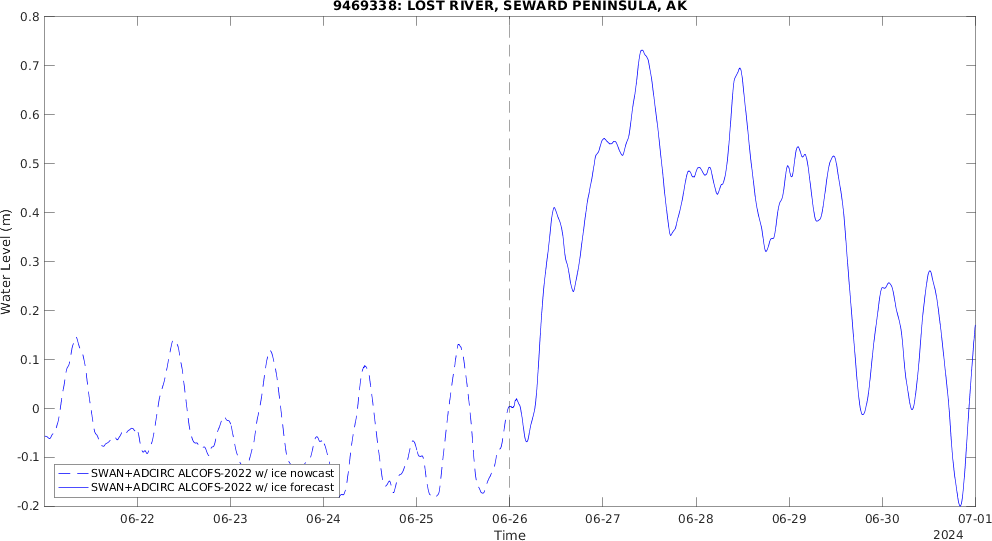 9469338: LOST RIVER, SEWARD PENINSULA, AK
0.8
0.7
0.6
0.5
0.4
0.3
0.2
0.1
0
-0.1
-0.2
Water Level (m)
SWAN+ADCIRC ALCOFS-2022 w/ ice nowcast
SWAN+ADCIRC ALCOFS-2022 w/ ice forecast
06-22 06-23 06-24 06-25 06-26 06-27 06-28 06-29 06-30 07-01
Time
2024